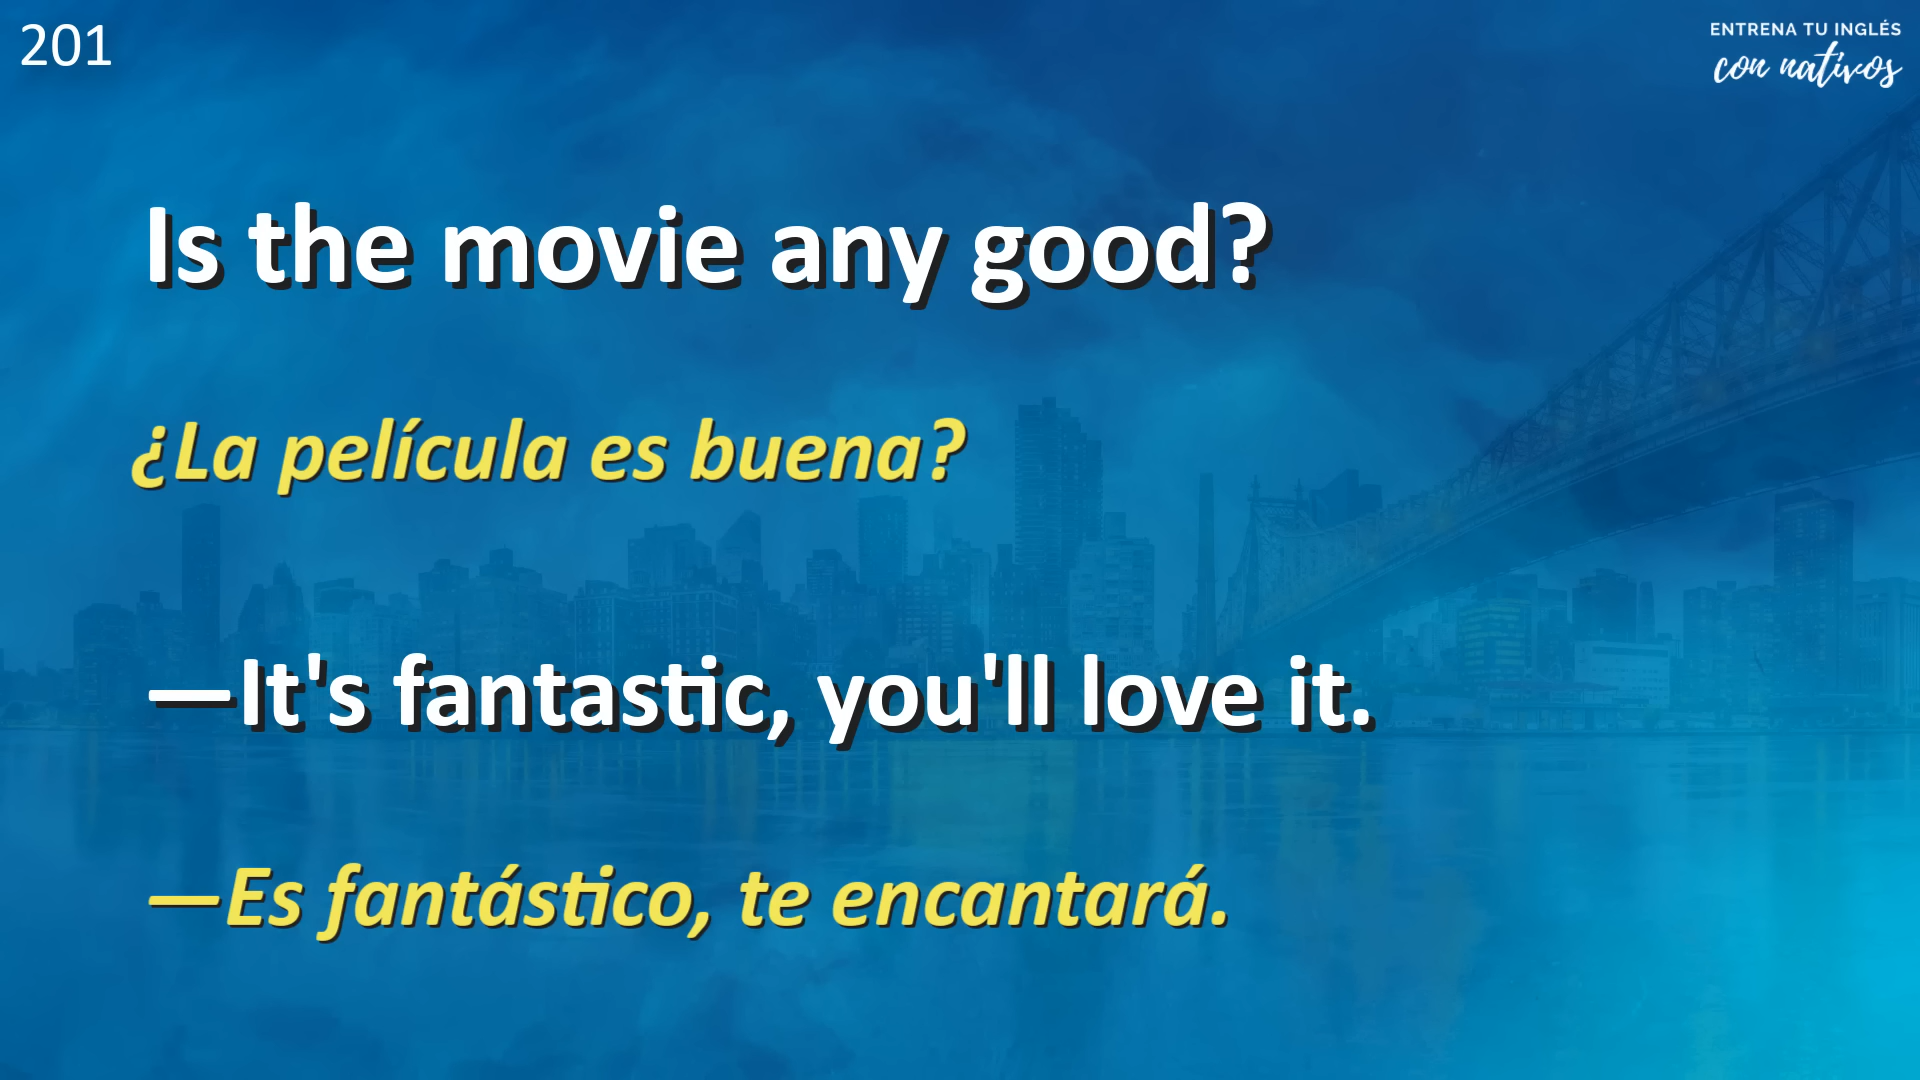 201
ENTRENA TU INGLÉS
con nativos
Is the movie any good?
¿La película es buena?
—It's fantastic, you'll love it.
—Es fantástico, te encantará.